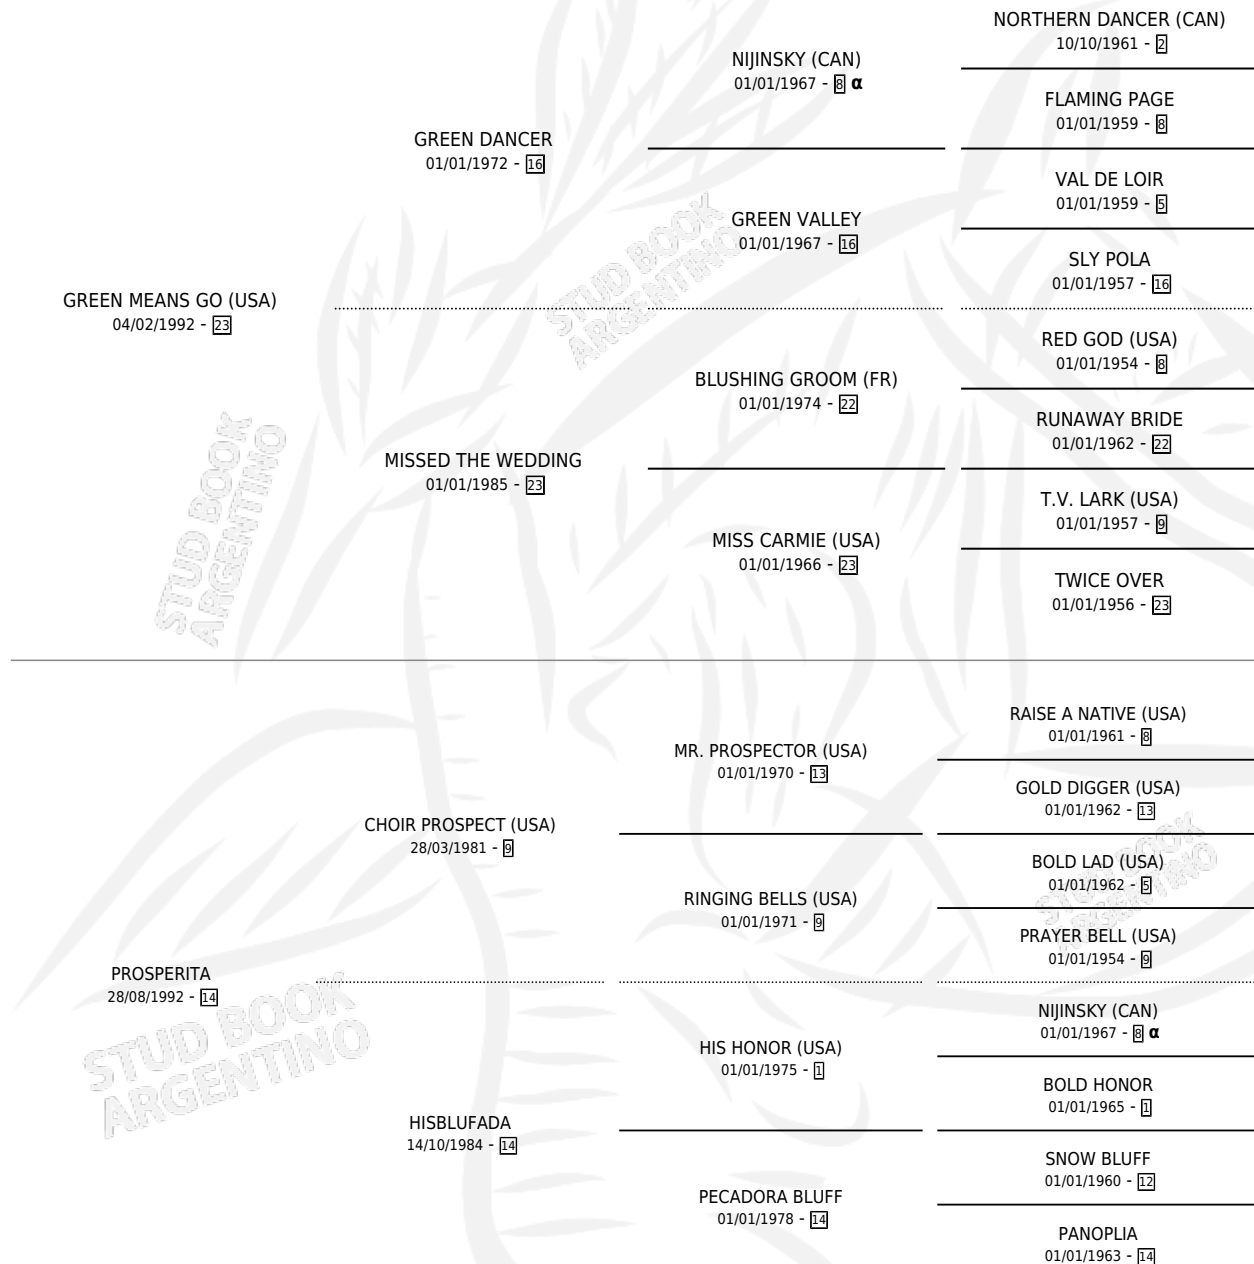 NORTHERN DANCER (CAN)
10/10/1961 - 2
NIJINSKY (CAN)
01/01/1967 - 8 α
FLAMING PAGE
01/01/1959 - 8
GREEN DANCER
01/01/1972 - 16
VAL DE LOIR
01/01/1959 - 5
GREEN VALLEY
01/01/1967 - 16
SLY POLA
01/01/1957 - 16
GREEN MEANS GO (USA)
04/02/1992 - 23
RED GOD (USA)
01/01/1954 - 8
BLUSHING GROOM (FR)
01/01/1974 - 22
RUNAWAY BRIDE
01/01/1962 - 22
MISSED THE WEDDING
01/01/1985 - 23
T.V. LARK (USA)
01/01/1957 - 9
MISS CARMIE (USA)
01/01/1966 - 23
TWICE OVER
01/01/1956 - 23
RAISE A NATIVE (USA)
01/01/1961 - 8
MR. PROSPECTOR (USA)
01/01/1970 - 13
GOLD DIGGER (USA)
01/01/1962 - 13
CHOIR PROSPECT (USA)
28/03/1981 - 9
BOLD LAD (USA)
01/01/1962 - 5
RINGING BELLS (USA)
01/01/1971 - 9
PRAYER BELL (USA)
01/01/1954 - 9
PROSPERITA
28/08/1992 - 14
NIJINSKY (CAN)
01/01/1967 - 8 α
HIS HONOR (USA)
01/01/1975 - 1
BOLD HONOR
01/01/1965 - 1
HISBLUFADA
14/10/1984 - 14
SNOW BLUFF
01/01/1960 - 12
PECADORA BLUFF
01/01/1978 - 14
PANOPLIA
01/01/1963 - 14
STUD BOOK
ARGENTINO
STUD BOOK
ARGENTINO
STUD BOOK
ARGENTINO
STUD BOOK
ARGENTINO